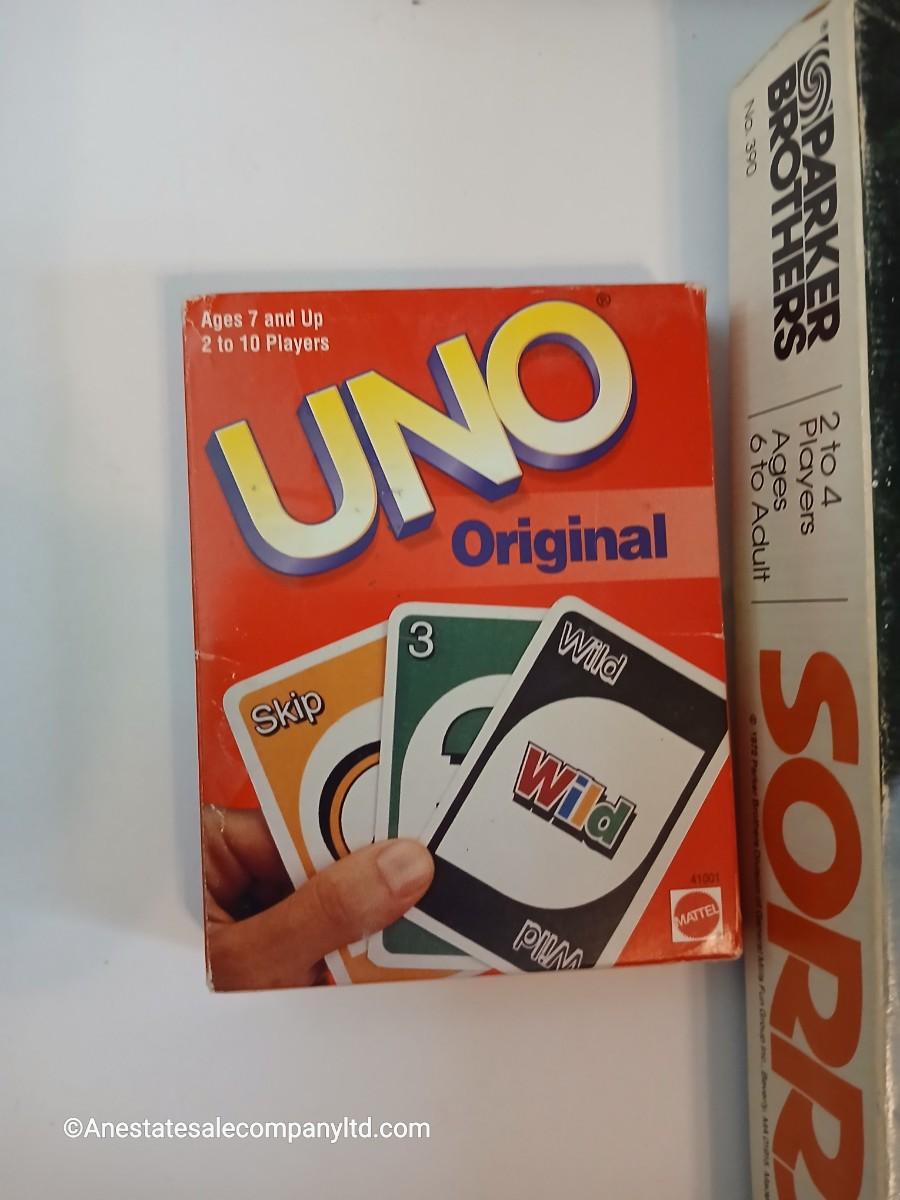 Ages 7 and Up
2 to 10 Players
UNO®
Original
Skip
3
Wild
Wild
Wild
41001
MATTEL
PARKER
BROTHERS
No. 390
2 to 4
Players
Ages
6 to Adult
SORR
©Anestatesalecompanyltd.com